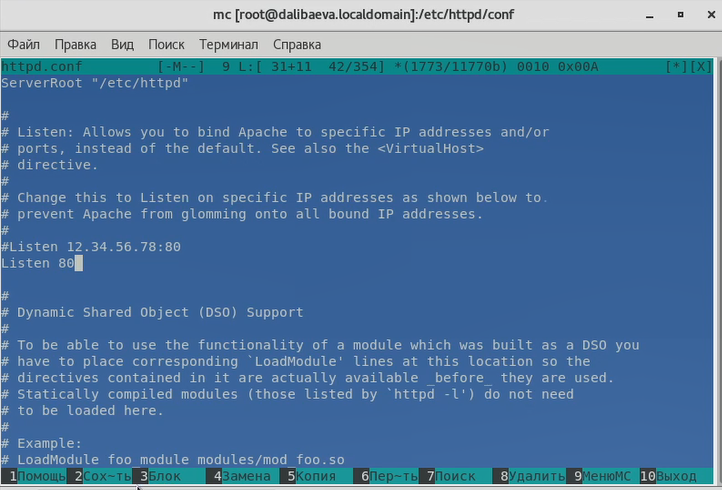 mc [root@dalibaeva.localdomain]:/etc/httpd/conf
Файл Правка Вид Поиск Терминал Справка
httpd.conf [-M--] 9 L:[ 31+11 42/354] *(1773/11770b) 0010 0x00A [*][X]
ServerRoot "/etc/httpd"
#
# Listen: Allows you to bind Apache to specific IP addresses and/or
# ports, instead of the default. See also the <VirtualHost>
# directive.
#
# Change this to Listen on specific IP addresses as shown below to.
# prevent Apache from glomming onto all bound IP addresses.
#
#Listen 12.34.56.78:80
Listen 80
#
# Dynamic Shared Object (DSO) Support
#
# To be able to use the functionality of a module which was built as a DSO you
# have to place corresponding `LoadModule' lines at this location so the
# directives contained in it are actually available _before_ they are used.
# Statically compiled modules (those listed by `httpd -l') do not need
# to be loaded here.
#
# Example:
# LoadModule foo_module modules/mod_foo.so
1Помощь 2Сох~ть 3Блок 4Замена 5Копия 6Пер~ть 7Поиск 8Удалить 9МенюМС 10Выход